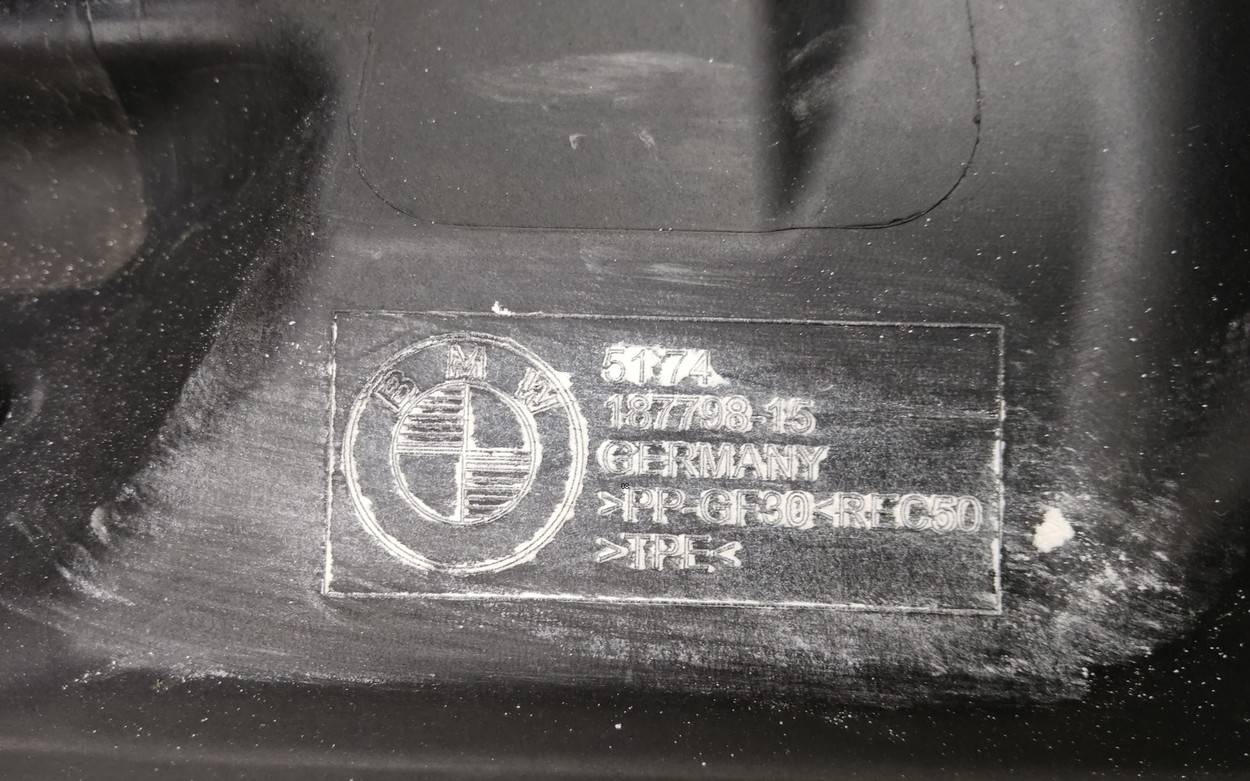 BMW
5174
187798-15
GERMANY
>PP-GF30<REC50
>TPE<